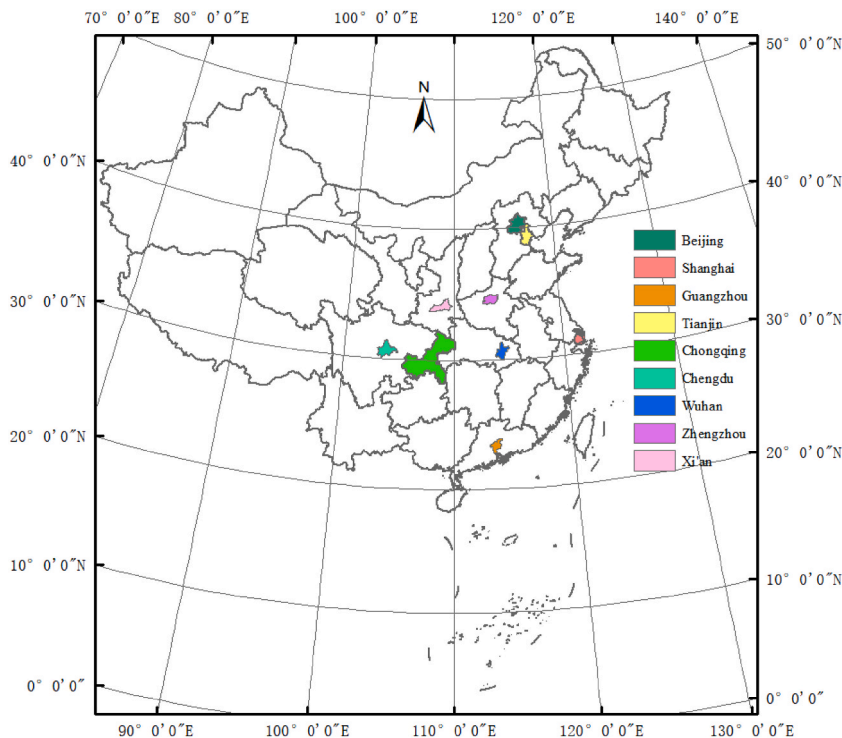 70° 0′0″E 80° 0′0″E 100° 0′0″E 120° 0′0″E 140° 0′0″E
50° 0′0″N
N
40° 0′0″N
40° 0′0″N
Beijing
Shanghai
Guangzhou
Tianjin
Chongqing
Chengdu
Wuhan
Zhengzhou
Xi'an
30° 0′0″N
30° 0′0″N
20° 0′0″N
20° 0′0″N
10° 0′0″N
10° 0′0″N
0° 0′0″
0° 0′0″
90° 0′0″E 100° 0′0″E 110° 0′0″E 120° 0′0″E 130° 0′0″E